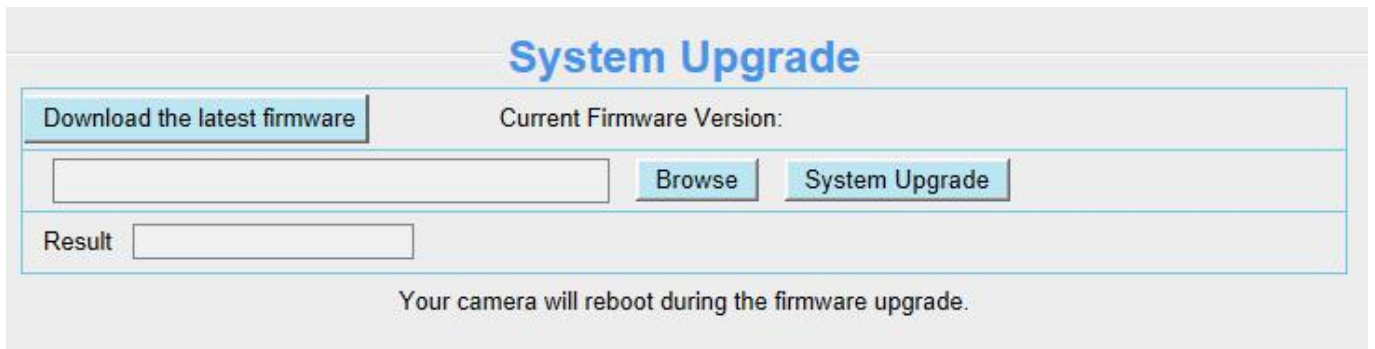 System Upgrade
Download the latest firmware Current Firmware Version:
Browse System Upgrade
Result
Your camera will reboot during the firmware upgrade.